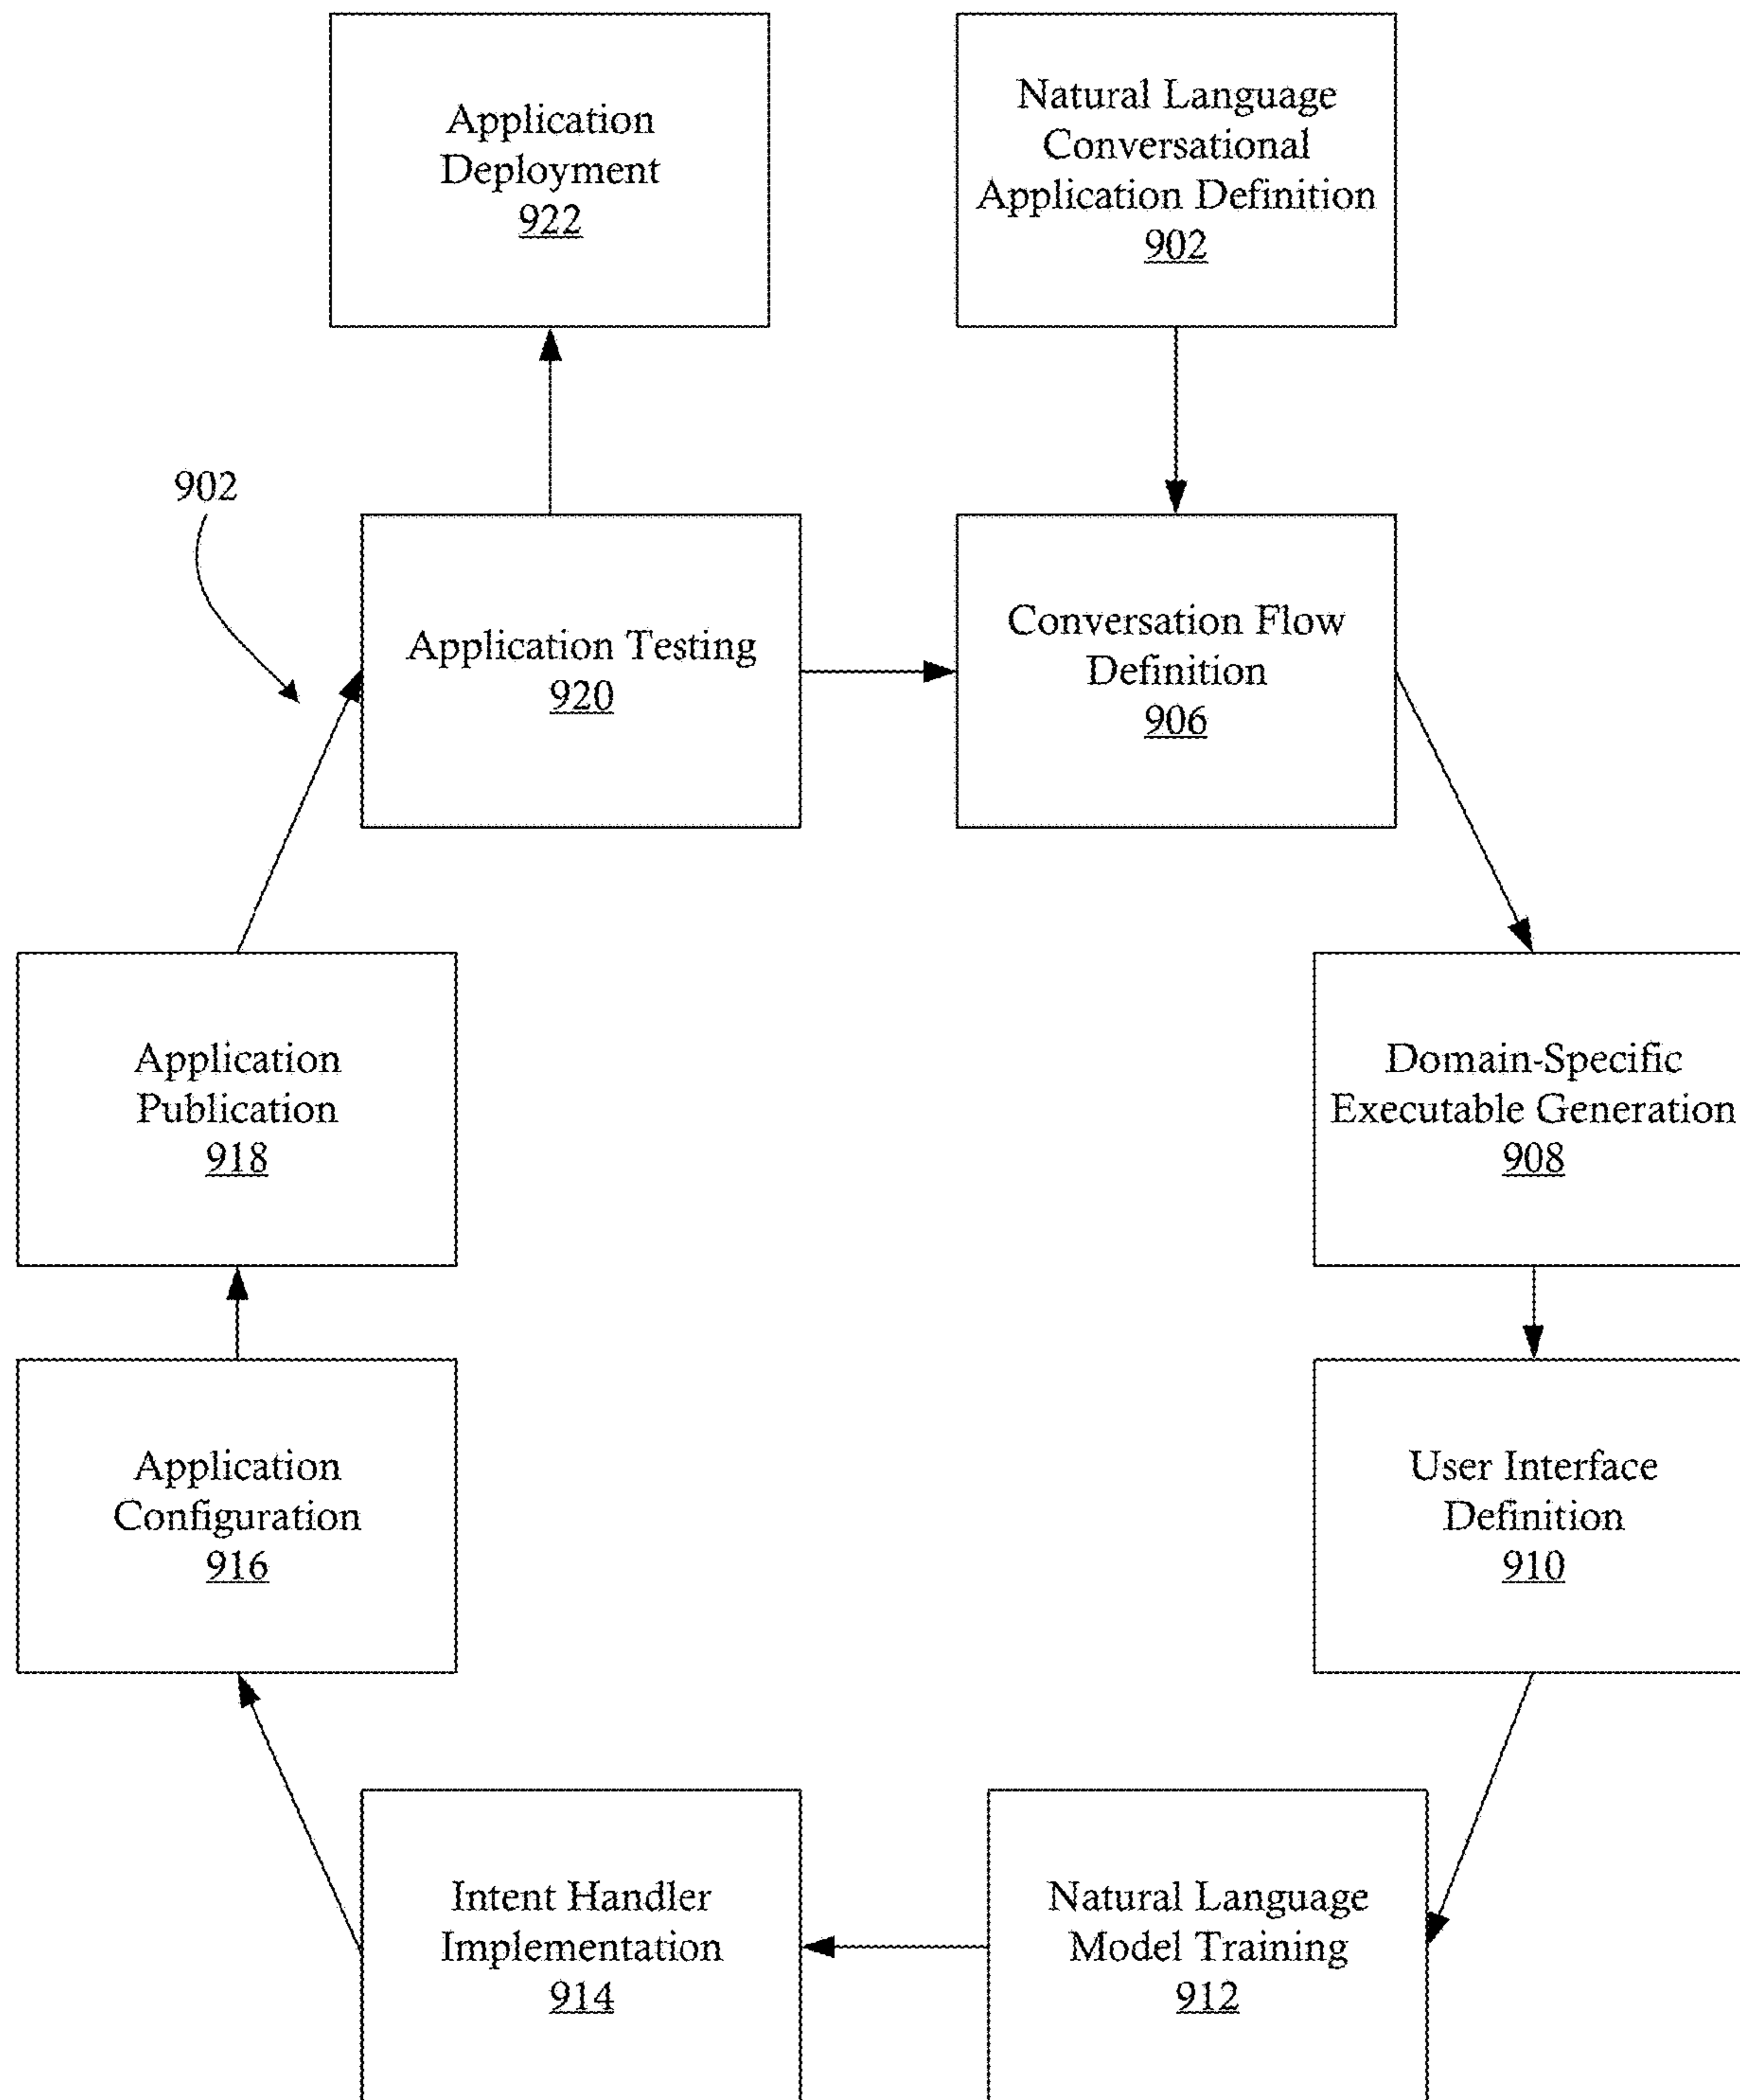 Application
Deployment
922
Natural Language
Conversational
Application Definition
902
902
Application Testing
920
Conversation Flow
Definition
906
Application
Publication
918
Domain-Specific
Executable Generation
908
Application
Configuration
916
User Interface
Definition
910
Intent Handler
Implementation
914
Natural Language
Model Training
912